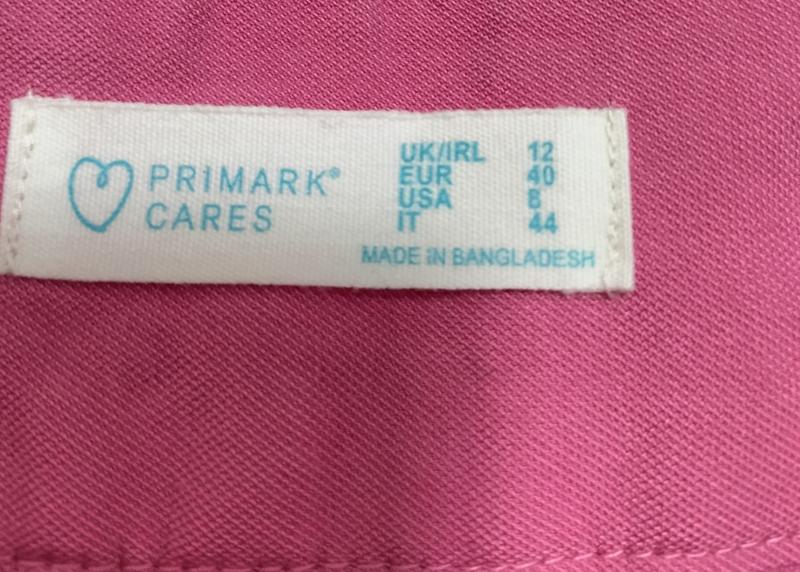 PRIMARK®
CARES
UK/IRL 12
EUR 40
USA 8
IT 44
MADE IN BANGLADESH